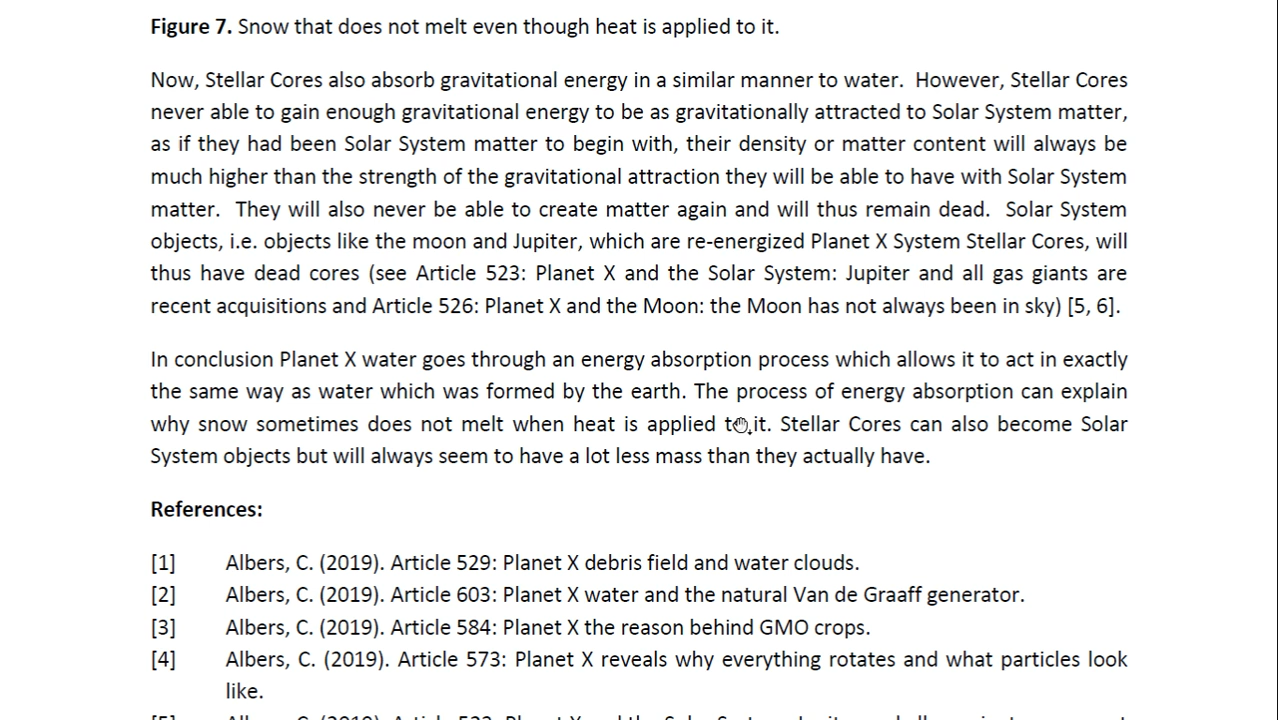 Figure 7. Snow that does not melt even though heat is applied to it.
Now, Stellar Cores also absorb gravitational energy in a similar manner to water. However, Stellar Cores
never able to gain enough gravitational energy to be as gravitationally attracted to Solar System matter,
as if they had been Solar System matter to begin with, their density or matter content will always be
much higher than the strength of the gravitational attraction they will be able to have with Solar System
matter. They will also never be able to create matter again and will thus remain dead. Solar System
objects, i.e. objects like the moon and Jupiter, which are re-energized Planet X System Stellar Cores, will
thus have dead cores (see Article 523: Planet X and the Solar System: Jupiter and all gas giants are
recent acquisitions and Article 526: Planet X and the Moon: the Moon has not always been in sky) [5, 6].
In conclusion Planet X water goes through an energy absorption process which allows it to act in exactly
the same way as water which was formed by the earth. The process of energy absorption can explain
why snow sometimes does not melt when heat is applied to it. Stellar Cores can also become Solar
System objects but will always seem to have a lot less mass than they actually have.
References:
[1] Albers, C. (2019). Article 529: Planet X debris field and water clouds.
[2] Albers, C. (2019). Article 603: Planet X water and the natural Van de Graaff generator.
[3] Albers, C. (2019). Article 584: Planet X the reason behind GMO crops.
[4] Albers, C. (2019). Article 573: Planet X reveals why everything rotates and what particles look
like.